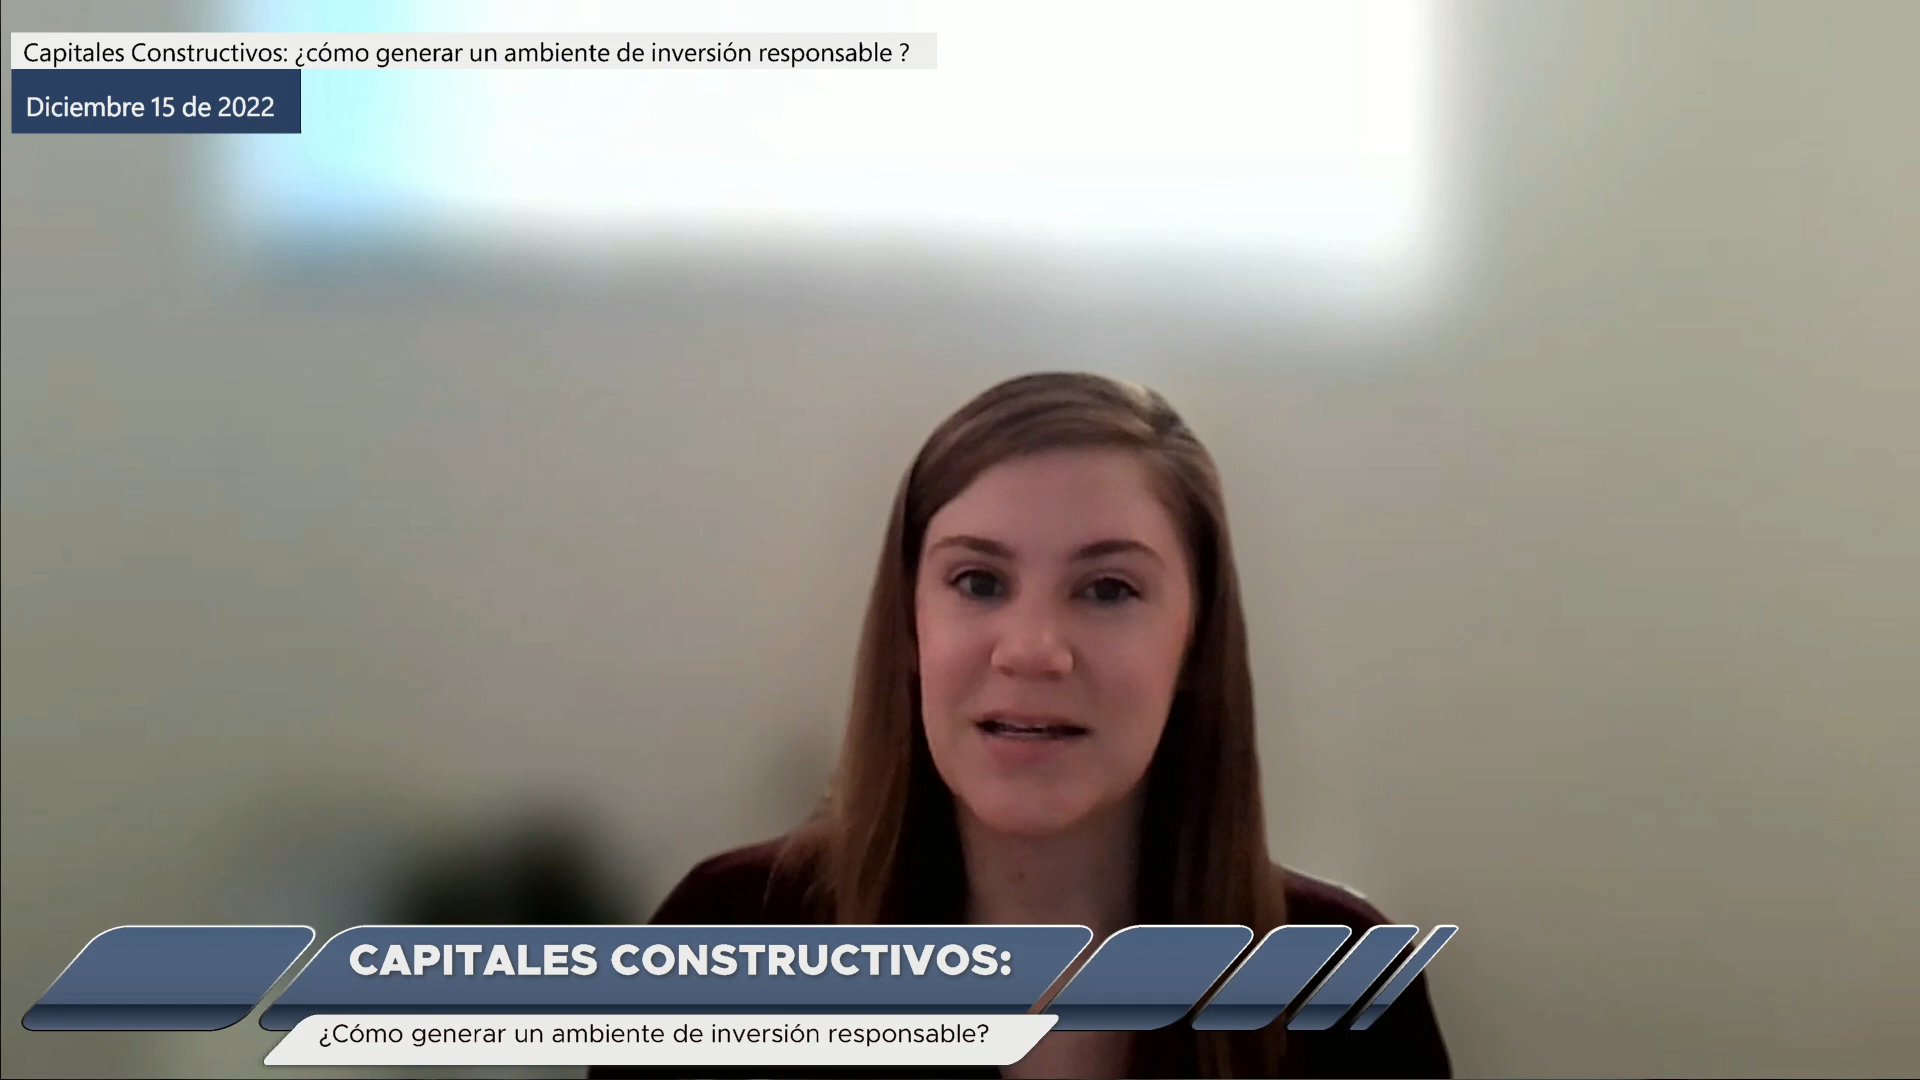 Capitales Constructivos: ¿cómo generar un ambiente de inversión responsable ?
Diciembre 15 de 2022
CAPITALES CONSTRUCTIVOS:
¿Cómo generar un ambiente de inversión responsable?